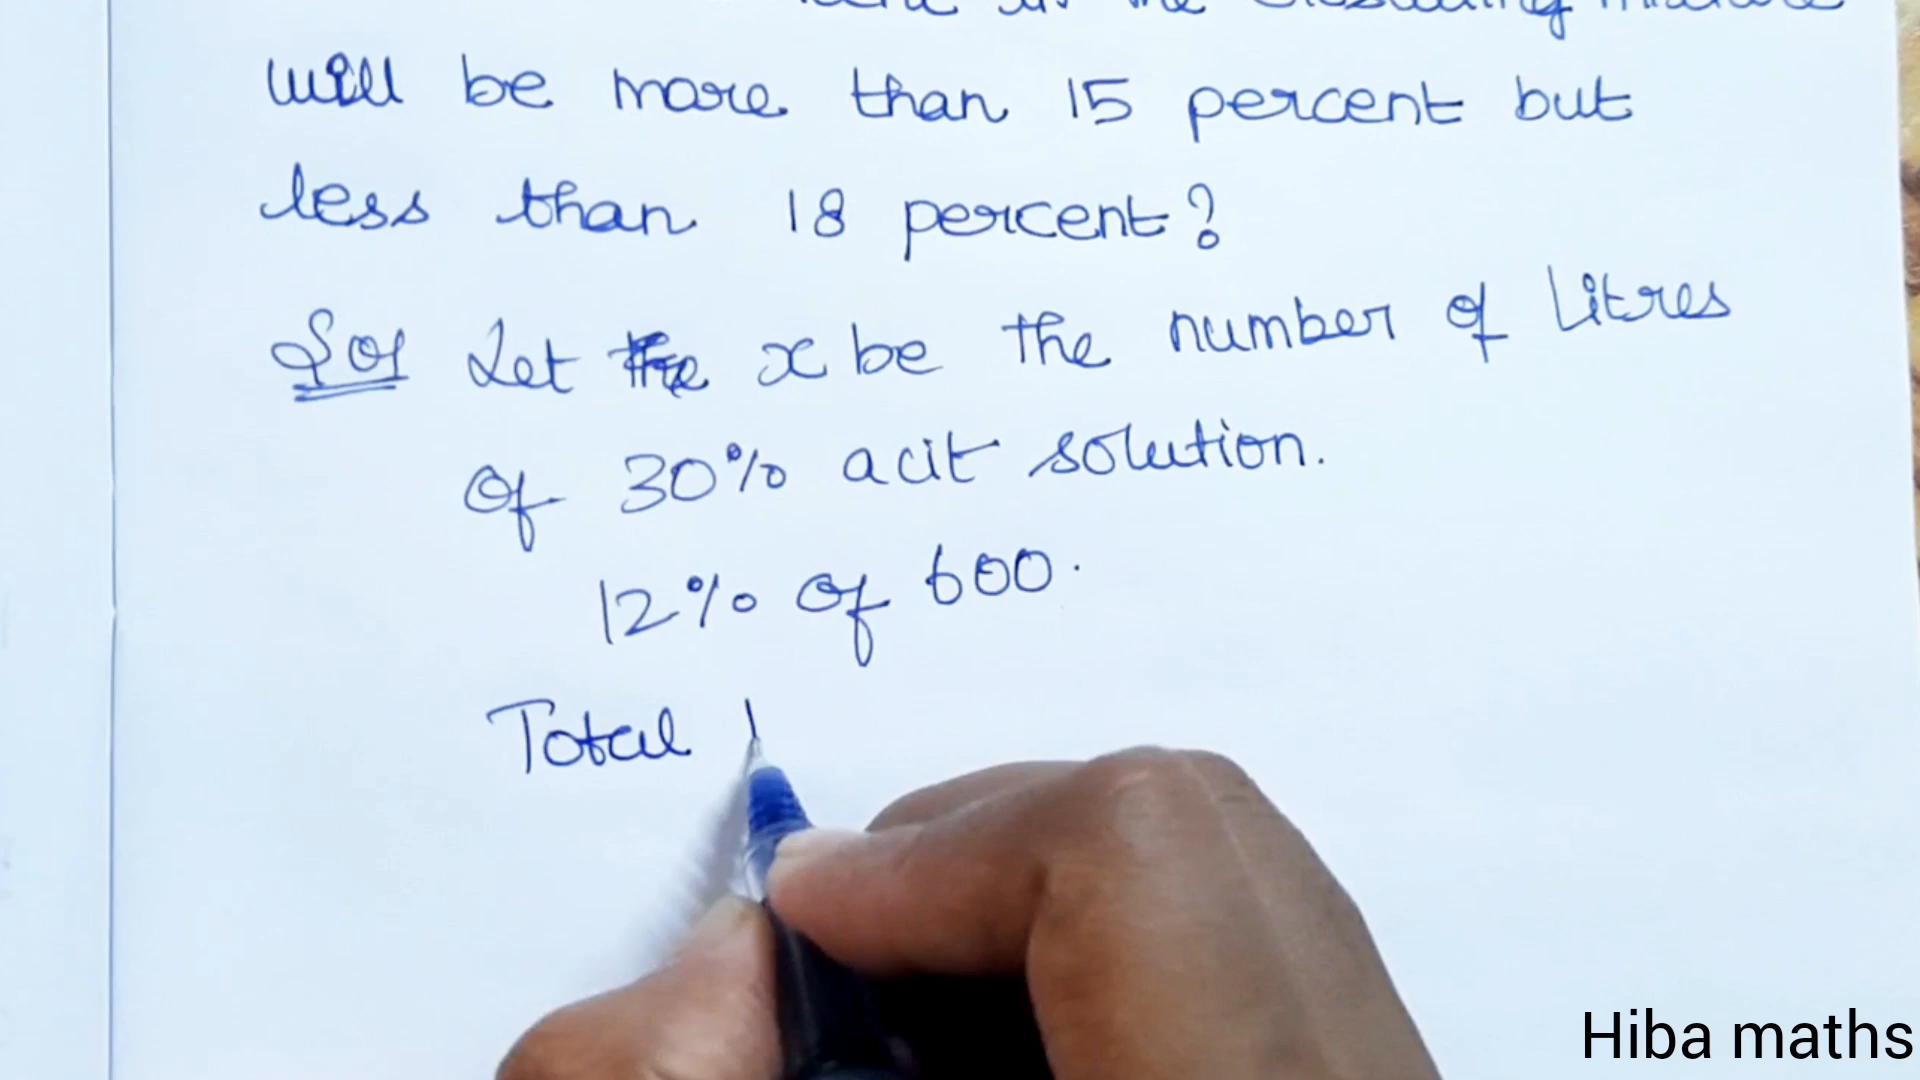 the
will be more than 15 percent but
less than 18 percent?
Sol Let x be the number of Litres
of 30% acit solution.
12% of 600.
Total
Hiba maths